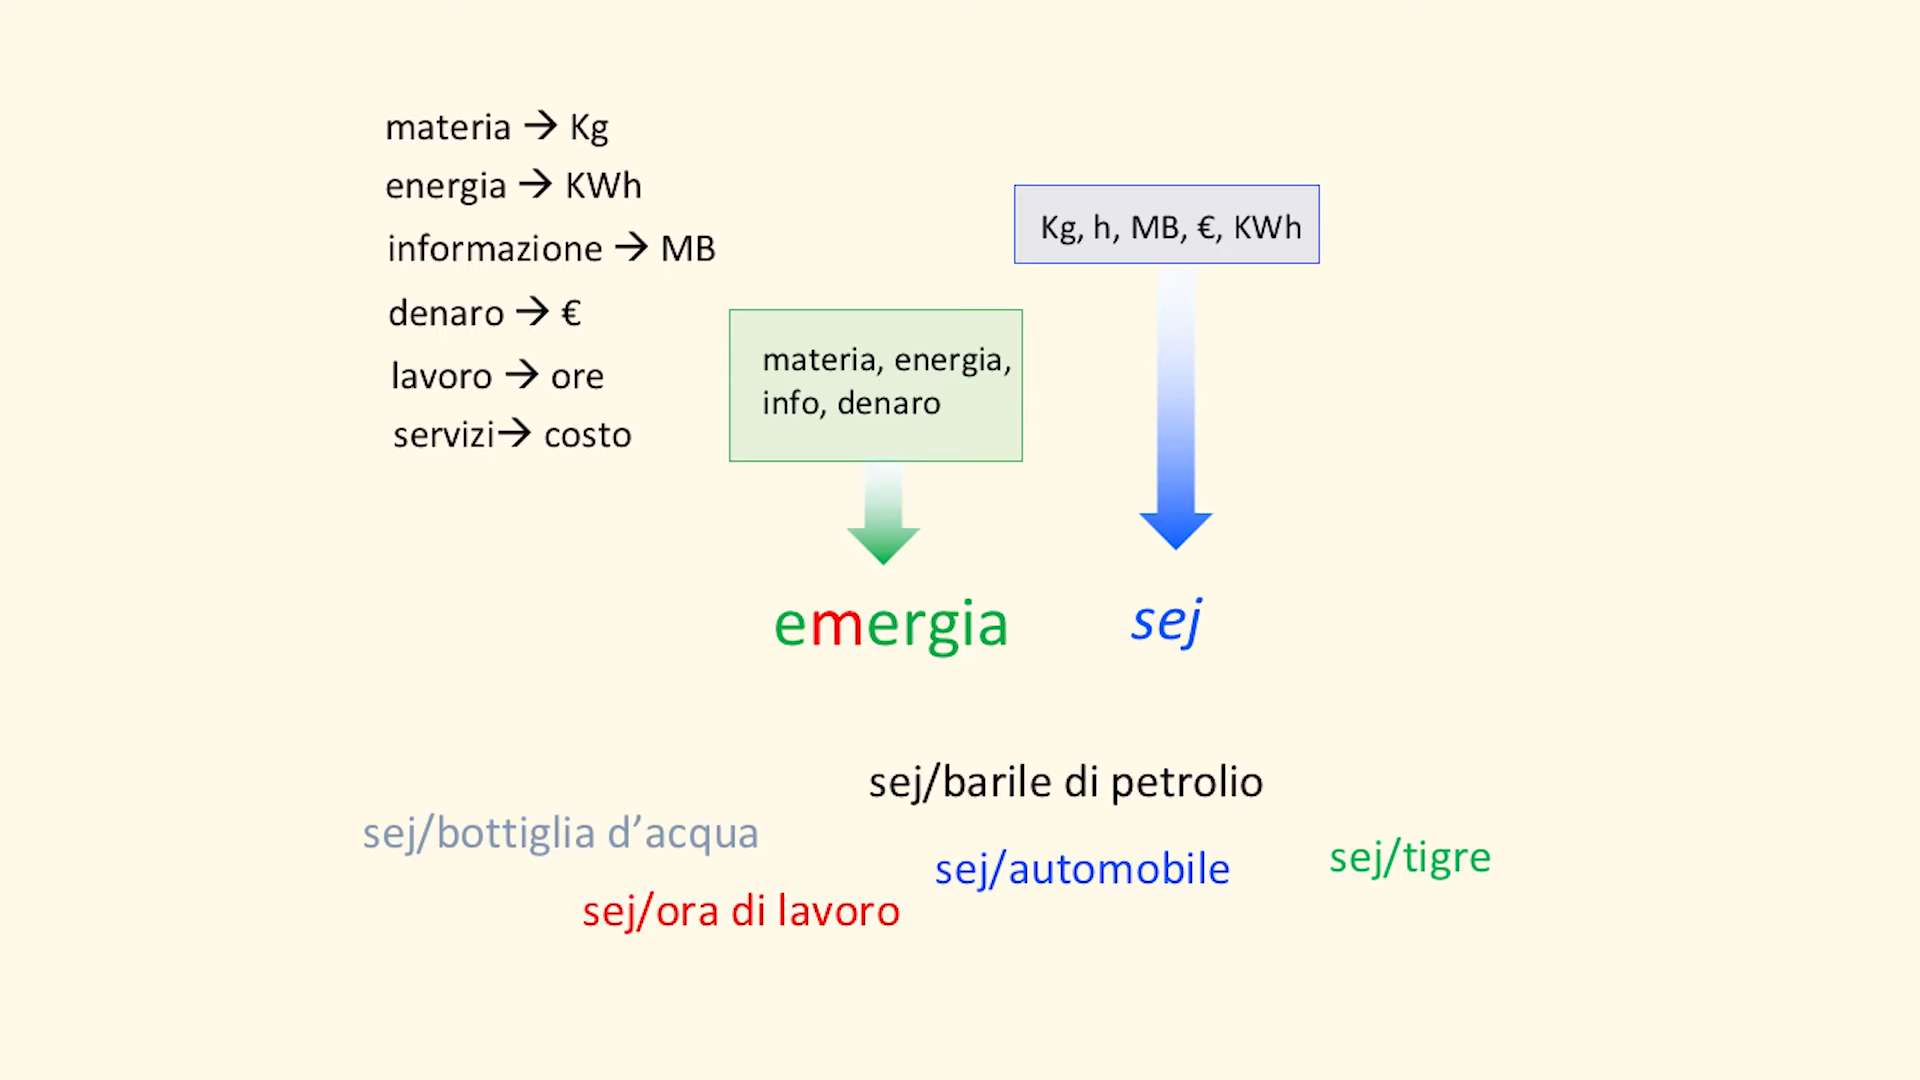 materia → Kg
energia → KWh
informazione → MB
denaro → €
lavoro → ore
servizi→ costo
materia, energia,
info, denaro
Kg, h, MB, €, KWh
emergia
sej
sej/barile di petrolio
sej/bottiglia d’acqua
sej/automobile
sej/tigre
sej/ora di lavoro